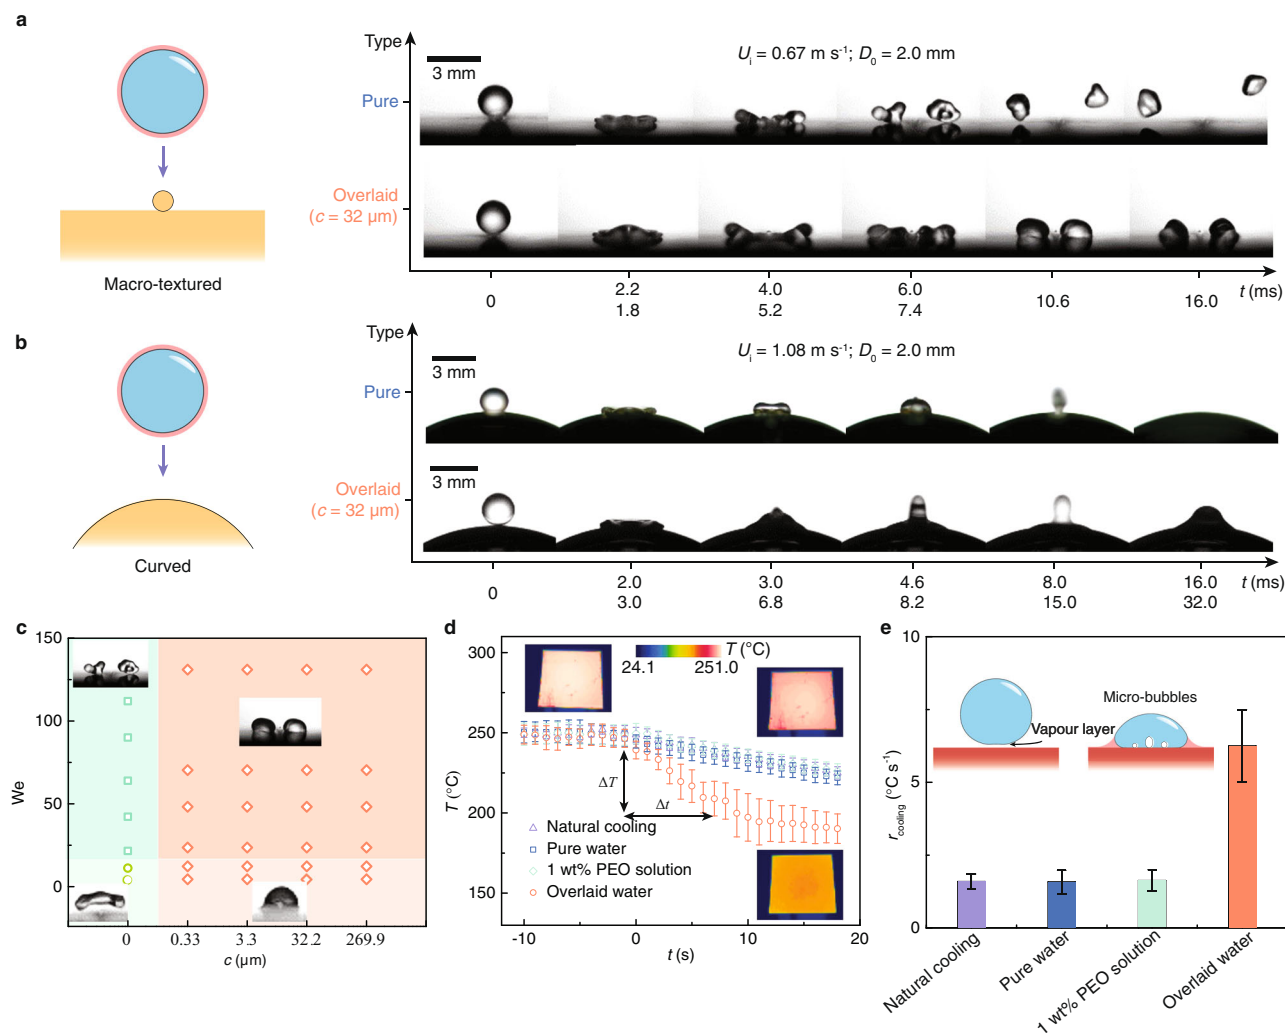 a
Type
U_i = 0.67 m s⁻¹; D_0 = 2.0 mm
3 mm
Pure
Overlaid
(c = 32 μm)
Macro-textured
0
2.2
4.0
6.0
10.6
16.0
t (ms)
1.8
5.2
7.4
b
Type
U_i = 1.08 m s⁻¹; D_0 = 2.0 mm
3 mm
Pure
3 mm
Overlaid
(c = 32 μm)
Curved
0
2.0
3.0
4.6
8.0
16.0
t (ms)
3.0
6.8
8.2
15.0
32.0
c
150
100
50
0
We
0
0.33
3.3
32.2
269.9
c (μm)
d
300
250
200
150
T (°C)
T (°C)
24.1
251.0
ΔT
Δt
Natural cooling
Pure water
1 wt% PEO solution
Overlaid water
-10
0
10
20
t (s)
e
10
5
0
r_cooling (°C s⁻¹)
Micro-bubbles
Vapour layer
Natural cooling
Pure water
1 wt% PEO solution
Overlaid water